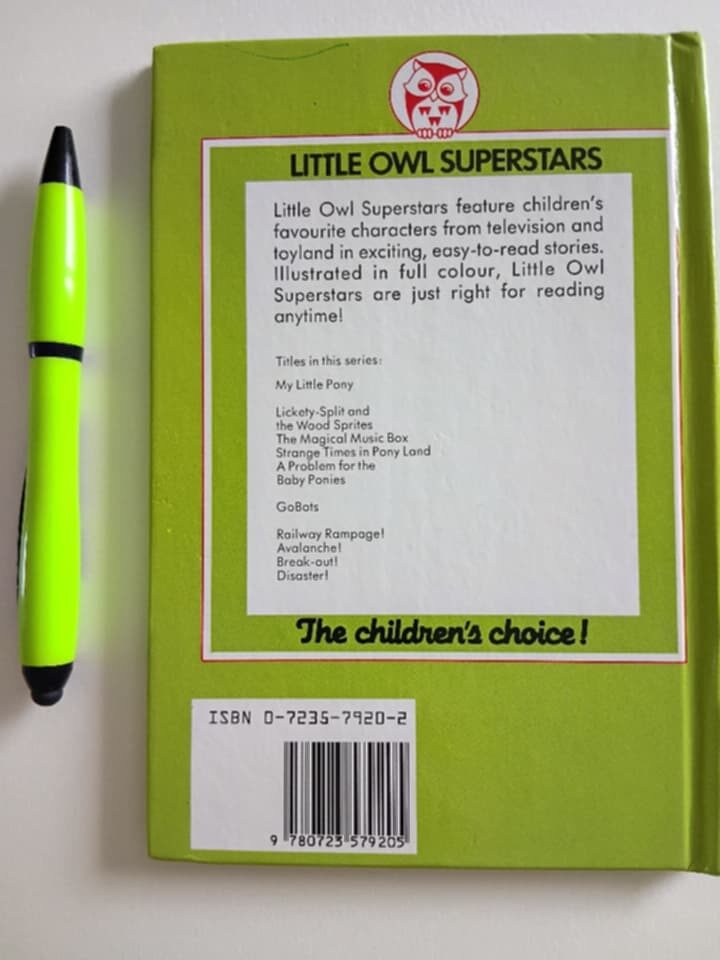 LITTLE OWL SUPERSTARS
Little Owl Superstars feature children's
favourite characters from television and
toyland in exciting, easy-to-read stories.
Illustrated in full colour, Little Owl
Superstars are just right for reading
anytime!
Titles in this series:
My Little Pony
Lickety-Split and
the Wood Sprites
The Magical Music Box
Strange Times in Pony Land
A Problem for the
Baby Ponies
GoBots
Railway Rampage!
Avalanche!
Break-out!
Disaster!
The children's choice!
ISBN 0-7235-7920-2
9 780723 579205